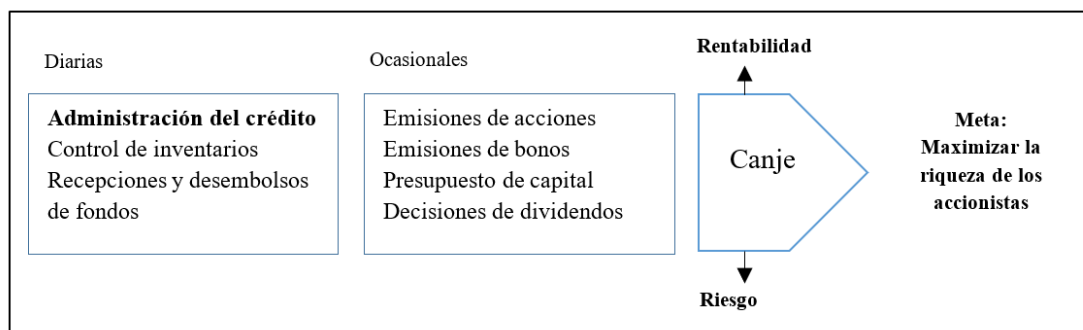 Diarias
Administración del crédito
Control de inventarios
Recepciones y desembolsos
de fondos
Ocasionales
Emisiones de acciones
Emisiones de bonos
Presupuesto de capital
Decisiones de dividendos
Rentabilidad
Canje
Riesgo
Meta:
Maximizar la
riqueza de los
accionistas